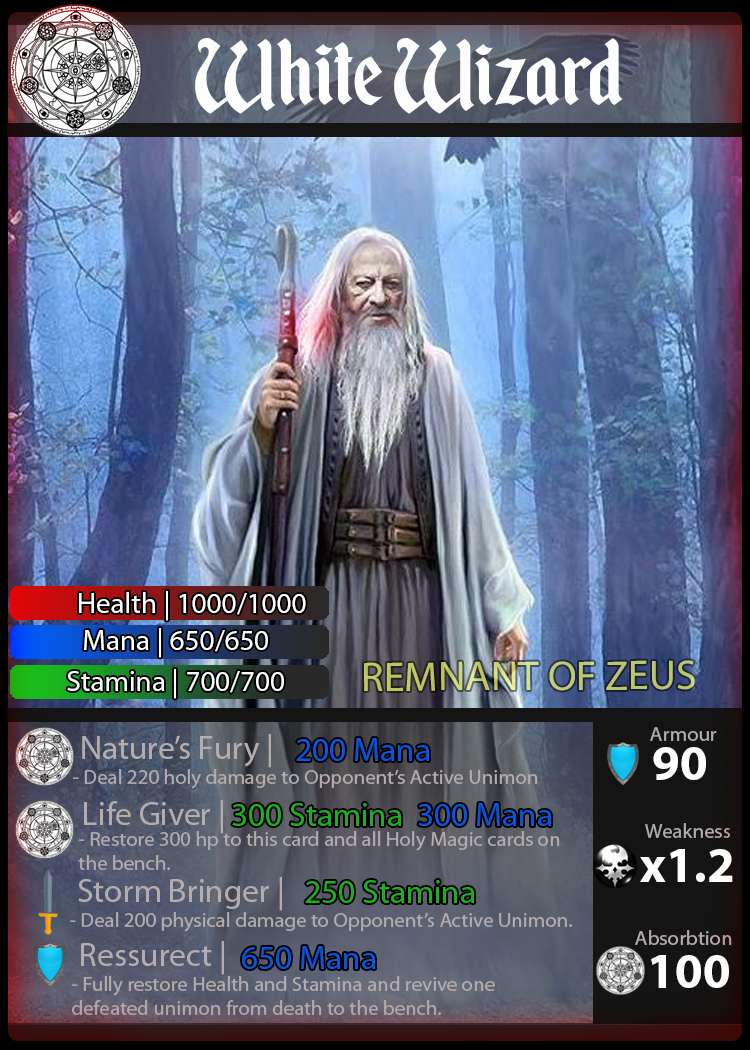 White Wizard
Health | 1000/1000
Mana | 650/650
Stamina | 700/700
REMNANT OF ZEUS
Nature's Fury | 200 Mana
- Deal 220 holy damage to Opponent's Active Unimon
Life Giver | 300 Stamina 300 Mana
- Restore 300 hp to this card and all Holy Magic cards on
the bench.
Storm Bringer | 250 Stamina
- Deal 200 physical damage to Opponent's Active Unimon.
Ressurect | 650 Mana
- Fully restore Health and Stamina and revive one
defeated unimon from death to the bench.
Armour
90
Weakness
x1.2
Absorbtion
100